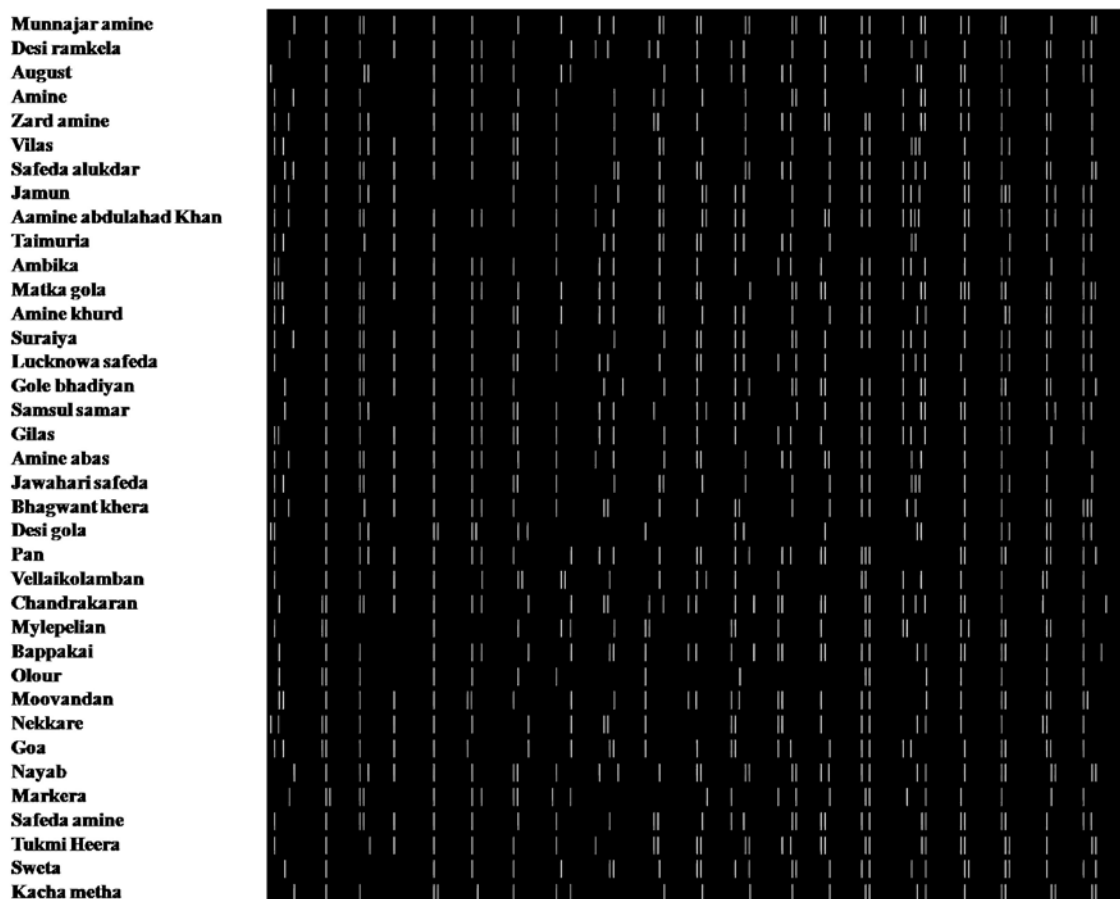 Munnajar amine
Desi ramkela
August
Amine
Zard amine
Vilas
Safeda alukdar
Jamun
Aamine abdulahad Khan
Taimuria
Ambika
Matka gola
Amine khurd
Suraiya
Lucknowa safeda
Gole bhadiyan
Samsul samar
Gilas
Amine abas
Jawahari safeda
Bhagwant khera
Desi gola
Pan
Vellaikolamban
Chandrakaran
Mylepelian
Bappakai
Olour
Moovandan
Nekkare
Goa
Nayab
Markera
Safeda amine
Tukmi Heera
Sweta
Kacha metha